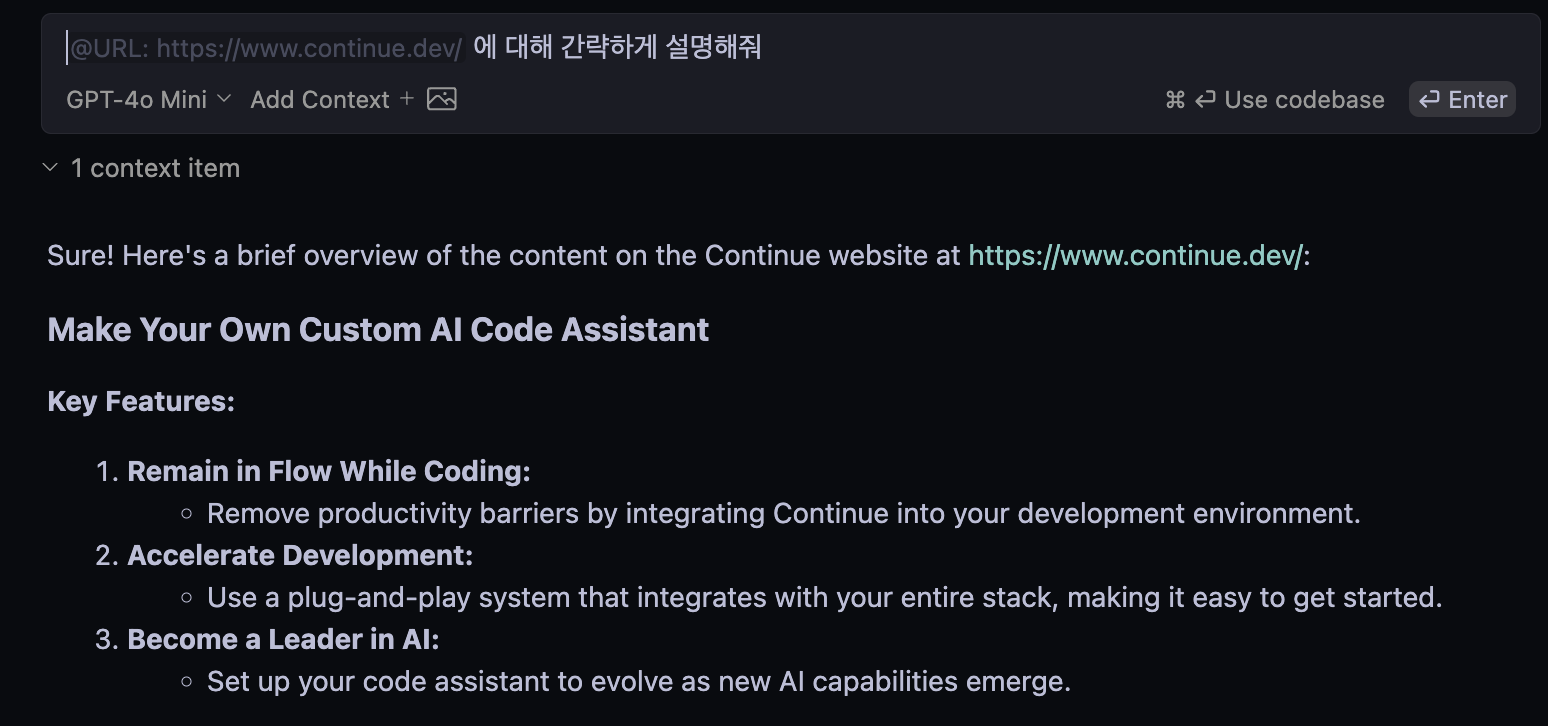 @URL: https://www.continue.dev/ 에 대해 간략하게 설명해줘
GPT-4o Mini Add Context + ⌘ ⏎ Use codebase ⏎ Enter
1 context item
Sure! Here's a brief overview of the content on the Continue website at https://www.continue.dev/:
Make Your Own Custom AI Code Assistant
Key Features:
1. Remain in Flow While Coding:
○ Remove productivity barriers by integrating Continue into your development environment.
2. Accelerate Development:
○ Use a plug-and-play system that integrates with your entire stack, making it easy to get started.
3. Become a Leader in AI:
○ Set up your code assistant to evolve as new AI capabilities emerge.